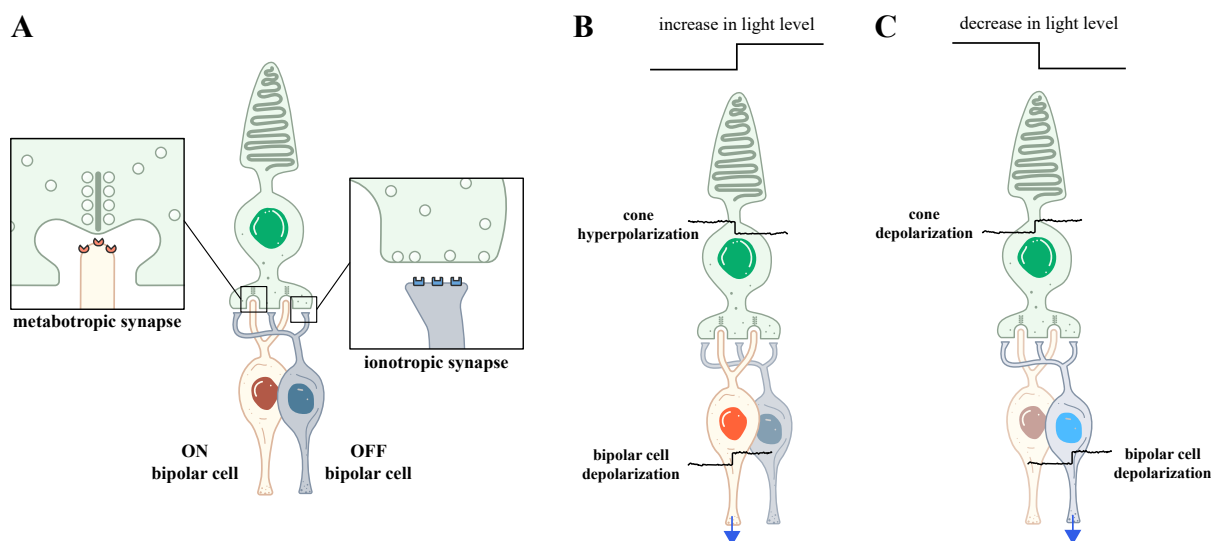 A
metabotropic synapse
ionotropic synapse
ON
bipolar cell
OFF
bipolar cell
B
increase in light level
cone
hyperpolarization
bipolar cell
depolarization
C
decrease in light level
cone
depolarization
bipolar cell
depolarization